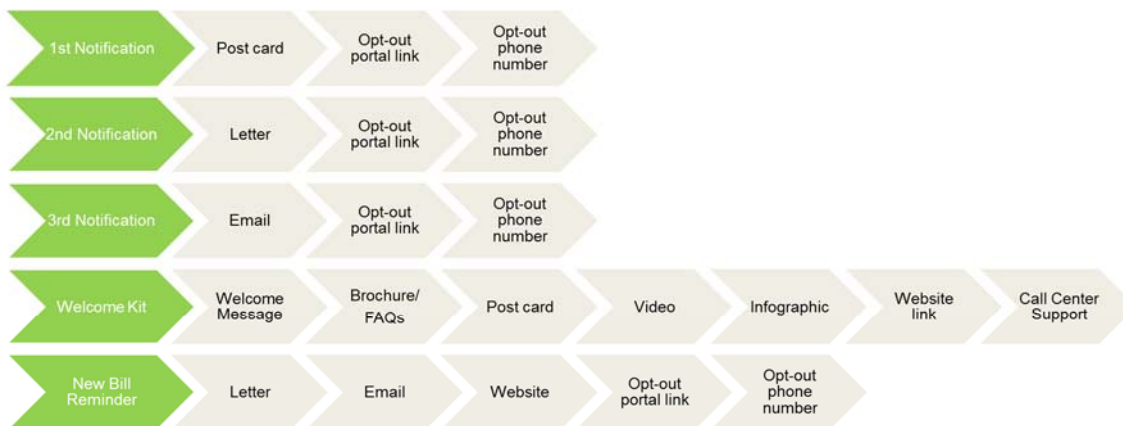 1st Notification
Post card
Opt-out
portal link
Opt-out
phone
number
2nd Notification
Letter
Opt-out
portal link
Opt-out
phone
number
3rd Notification
Email
Opt-out
portal link
Opt-out
phone
number
Welcome Kit
Welcome
Message
Brochure/
FAQs
Post card
Video
Infographic
Website
link
Call Center
Support
New Bill
Reminder
Letter
Email
Website
Opt-out
portal link
Opt-out
phone
number